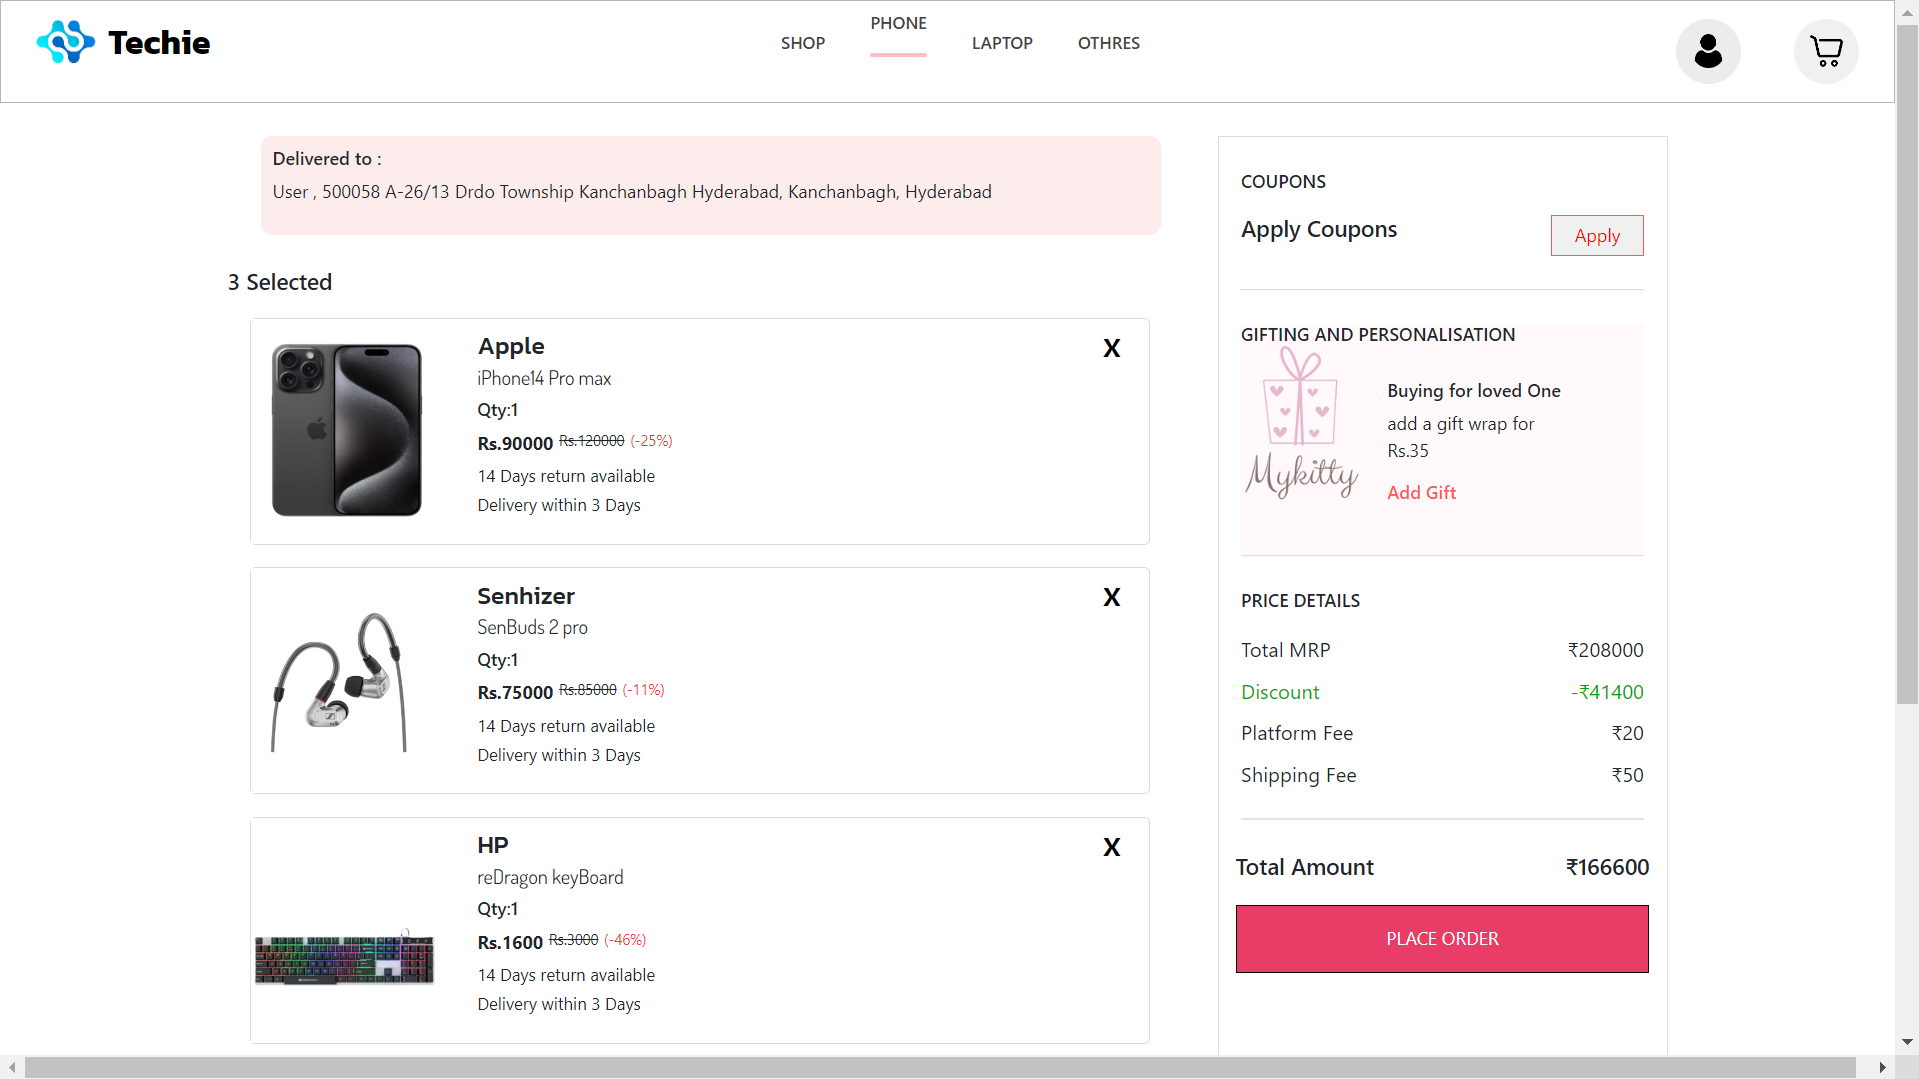 Techie
SHOP
PHONE
LAPTOP
OTHRES
Delivered to :
User , 500058 A-26/13 Drdo Township Kanchanbagh Hyderabad, Kanchanbagh, Hyderabad
3 Selected
Apple
X
iPhone14 Pro max
Qty:1
Rs.90000 Rs.120000 (-25%)
14 Days return available
Delivery within 3 Days
Senhizer
X
SenBuds 2 pro
Qty:1
Rs.75000 Rs.85000 (-11%)
14 Days return available
Delivery within 3 Days
HP
X
reDragon keyBoard
Qty:1
Rs.1600 Rs.3000 (-46%)
14 Days return available
Delivery within 3 Days
COUPONS
Apply Coupons
Apply
GIFTING AND PERSONALISATION
Mykitty
Buying for loved One
add a gift wrap for
Rs.35
Add Gift
PRICE DETAILS
Total MRP ₹208000
Discount -₹41400
Platform Fee ₹20
Shipping Fee ₹50
Total Amount ₹166600
PLACE ORDER